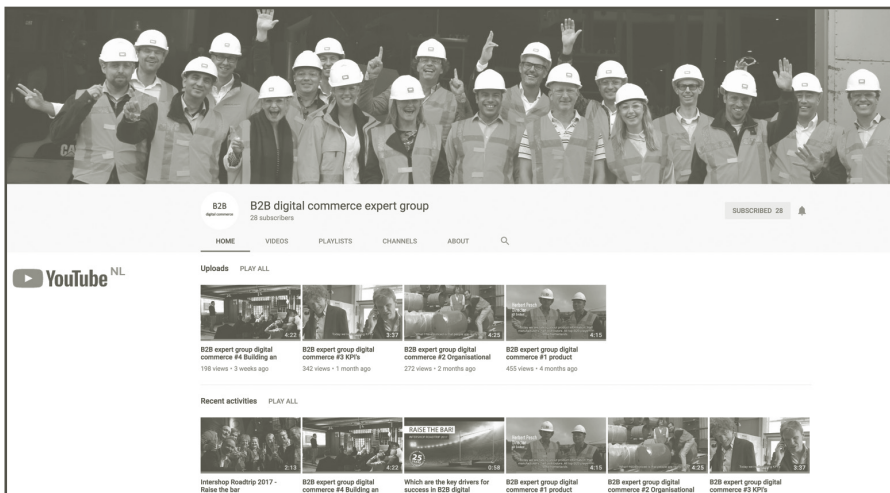 B2B
digital commerce
B2B digital commerce expert group
28 subscribers
SUBSCRIBED 28
HOME VIDEOS PLAYLISTS CHANNELS ABOUT
YouTube NL
Uploads PLAY ALL
4:22
3:37
4:25
4:15
B2B expert group digital
commerce #4 Building an
198 views • 3 weeks ago
B2B expert group digital
commerce #3 KPI's
342 views • 1 month ago
B2B expert group digital
commerce #2 Organisational
272 views • 2 months ago
B2B expert group digital
commerce #1 product
455 views • 4 months ago
Recent activities PLAY ALL
2:13
4:22
RAISE THE BAR!
25
0:58
4:15
4:25
3:37
Intershop Roadtrip 2017 -
Raise the bar
B2B expert group digital
commerce #4 Building an
Which are the key drivers for
success in B2B digital
B2B expert group digital
commerce #1 product
B2B expert group digital
commerce #2 Organisational
B2B expert group digital
commerce #3 KPI's